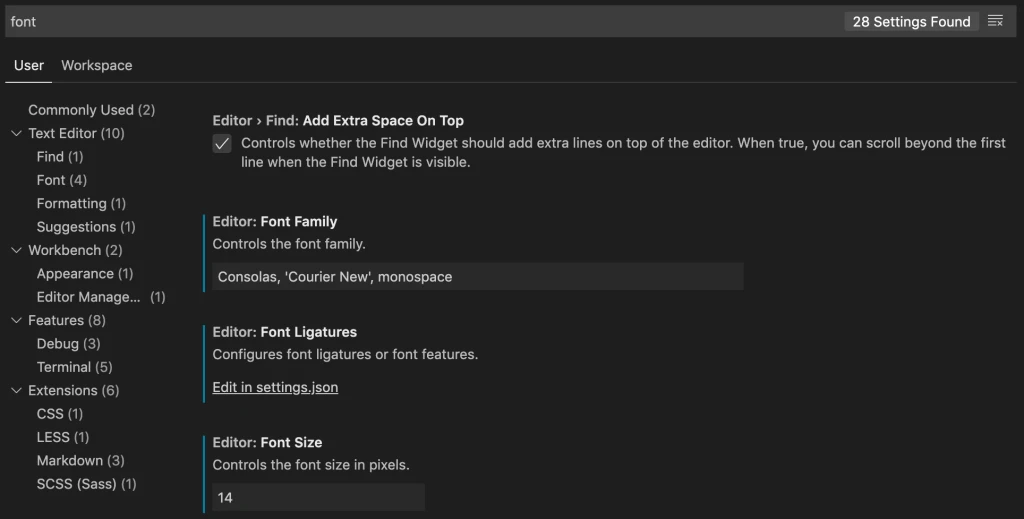 font
28 Settings Found
User Workspace
Commonly Used (2)
Text Editor (10)
Find (1)
Font (4)
Formatting (1)
Suggestions (1)
Workbench (2)
Appearance (1)
Editor Manage... (1)
Features (8)
Debug (3)
Terminal (5)
Extensions (6)
CSS (1)
LESS (1)
Markdown (3)
SCSS (Sass) (1)
Editor › Find: Add Extra Space On Top
Controls whether the Find Widget should add extra lines on top of the editor. When true, you can scroll beyond the first
line when the Find Widget is visible.
Editor: Font Family
Controls the font family.
Consolas, 'Courier New', monospace
Editor: Font Ligatures
Configures font ligatures or font features.
Edit in settings.json
Editor: Font Size
Controls the font size in pixels.
14